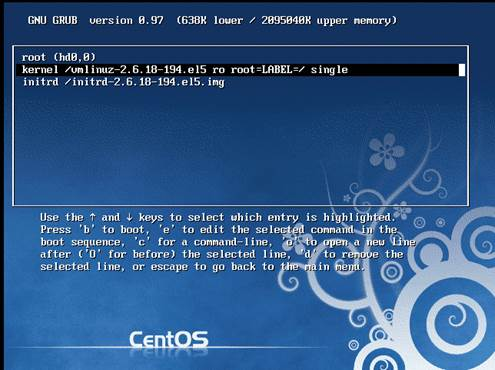 GNU GRUB  version 0.97  (638K lower / 2095040K upper memory)
root (hd0,0)
kernel /vmlinuz-2.6.18-194.el5 ro root=LABEL=/ single
initrd /initrd-2.6.18-194.el5.img
Use the ↑ and ↓ keys to select which entry is highlighted.
Press 'b' to boot, 'e' to edit the selected command in the
boot sequence, 'c' for a command-line, 'o' to open a new line
after ('O' for before) the selected line, 'd' to remove the
selected line, or escape to go back to the main menu.
CentOS